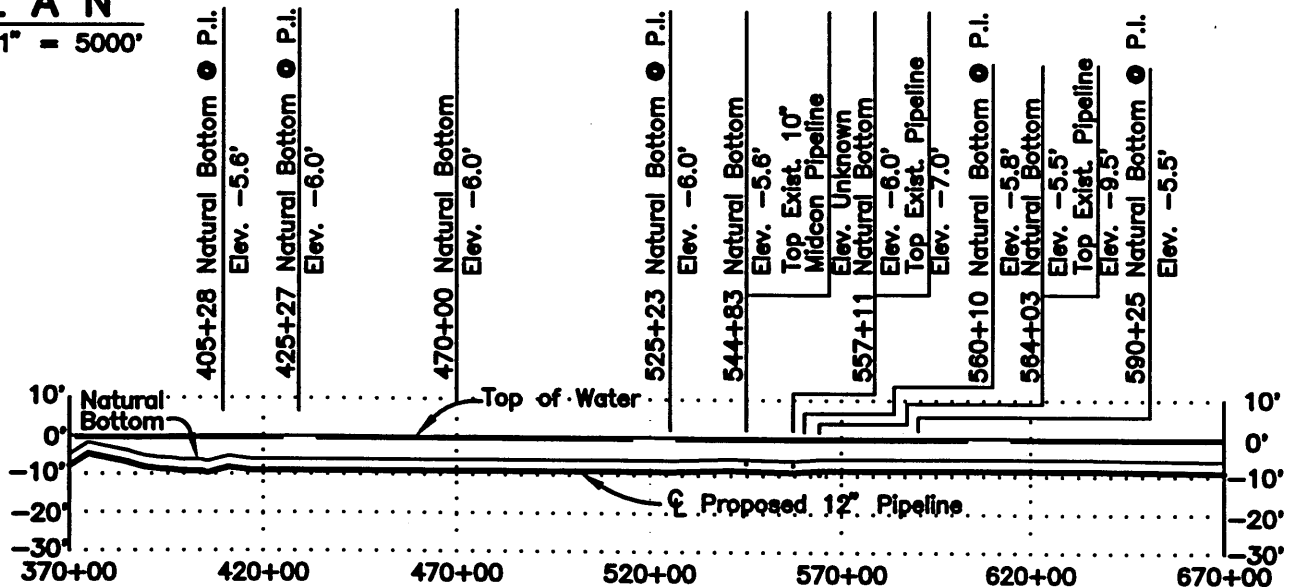 L A N
1" = 5000'
405+28 Natural Bottom @ P.I.
Elev. -5.6'
425+27 Natural Bottom @ P.I.
Elev. -6.0'
470+00 Natural Bottom
Elev. -6.0'
525+23 Natural Bottom @ P.I.
Elev. -6.0'
544+83 Natural Bottom
Elev. -5.6'
Top Exist. 10"
Midcon Pipeline
Elev. Unknown
557+11 Natural Bottom
Elev. -6.0'
Top Exist. Pipeline
Elev. -7.0'
560+10 Natural Bottom @ P.I.
Elev. -5.8'
564+03 Natural Bottom
Elev. -5.5'
Top Exist. Pipeline
Elev. -9.5'
590+25 Natural Bottom @ P.I.
Elev. -5.5'
10'
0'
-10'
-20'
-30'
Natural
Bottom
Top of Water
℄ Proposed 12" Pipeline
10'
0'
-10'
-20'
-30'
370+00 420+00 470+00 520+00 570+00 620+00 670+00